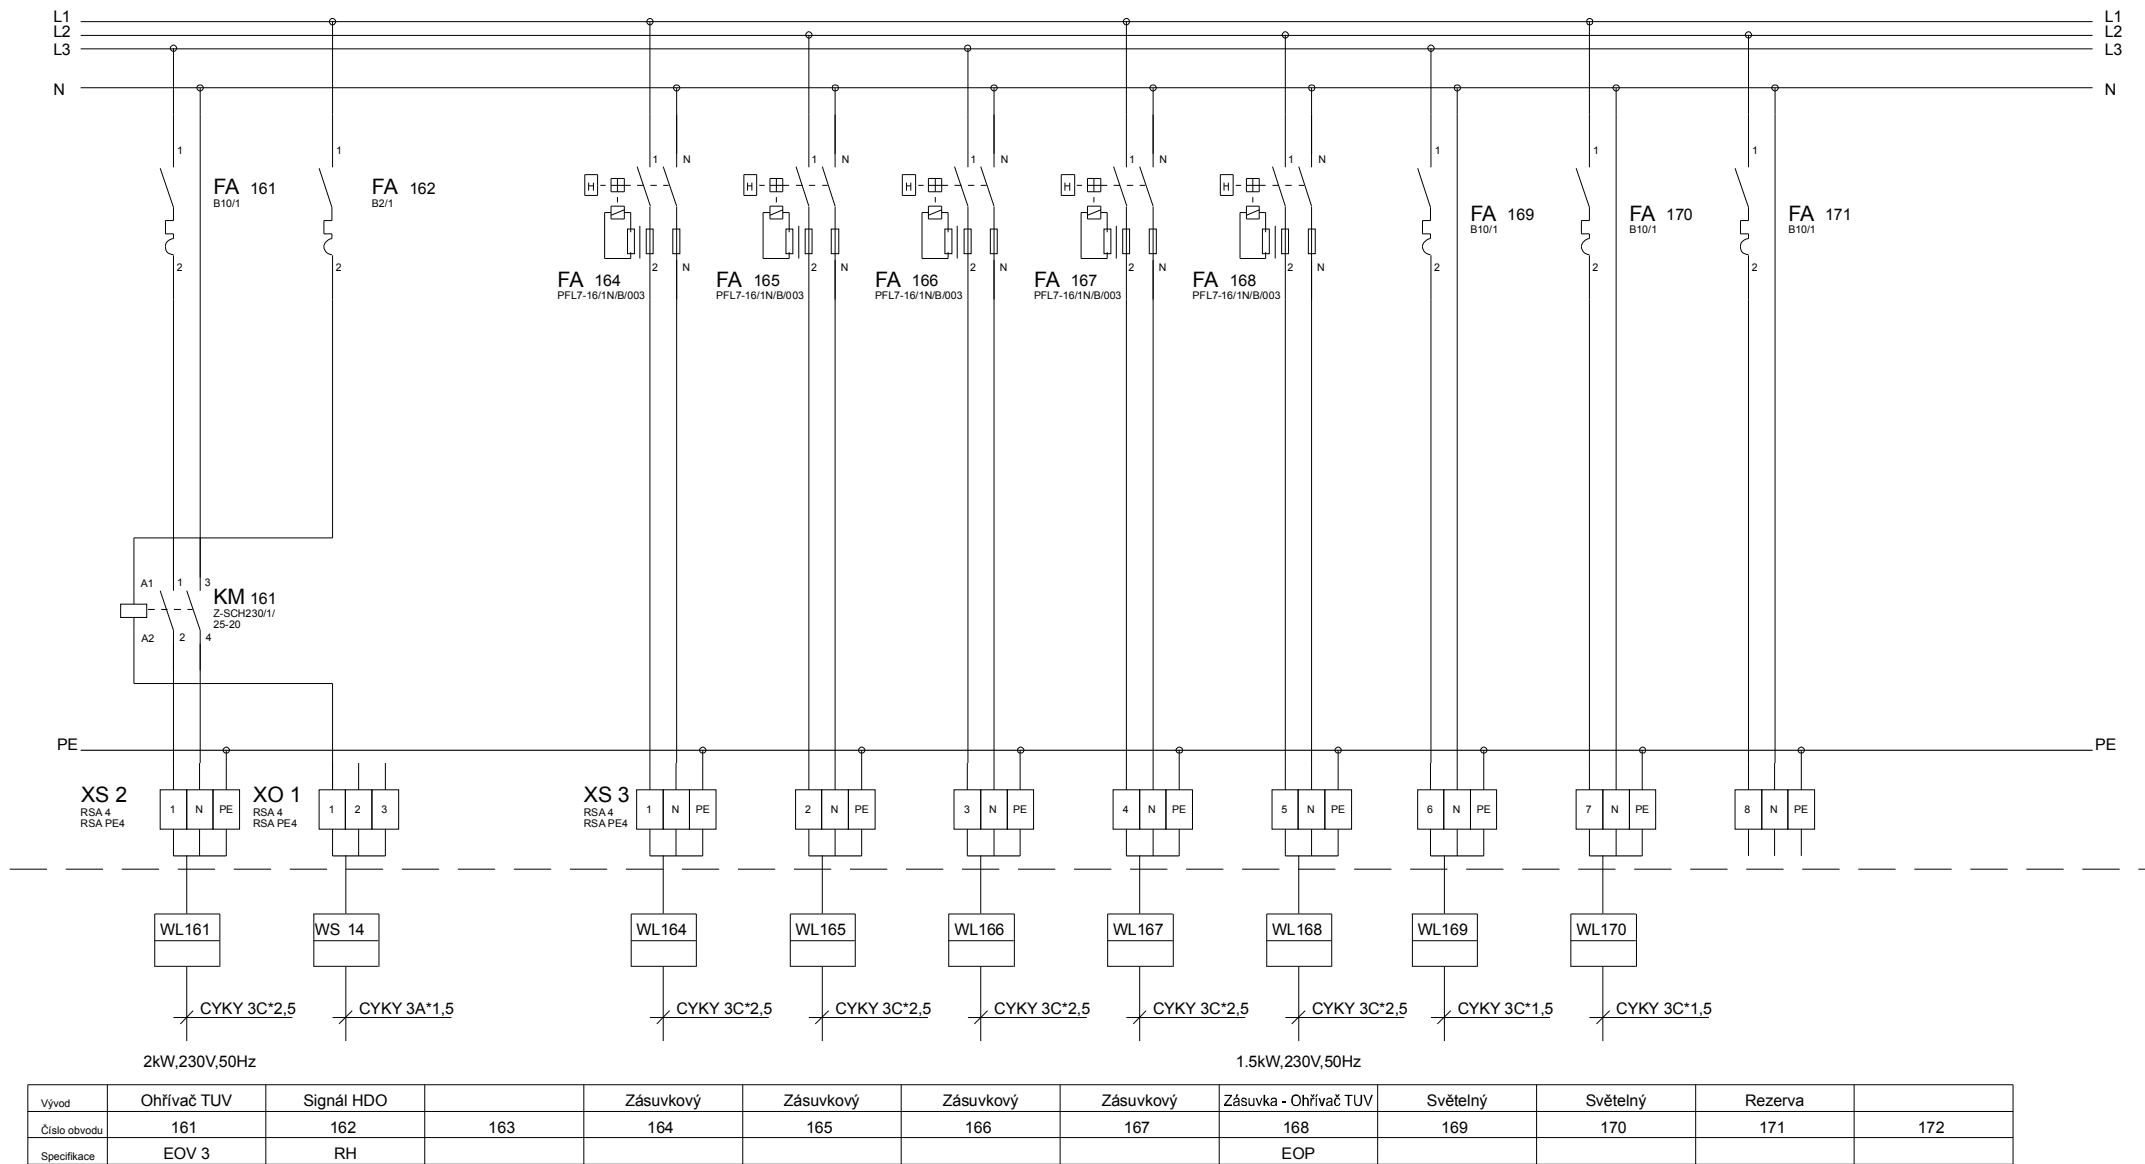 L1 L1
L2 L2
L3 L3
N N
1 1 1 N 1 N 1 N 1 N 1 N 1 1 1
FA 161
B10/1
FA 162
B2/1
H H H H H
FA 169
B10/1
FA 170
B10/1
FA 171
B10/1
2 2 2 N 2 N 2 N 2 N 2 N 2 2 2
FA 164
PFL7-16/1N/B/003
FA 165
PFL7-16/1N/B/003
FA 166
PFL7-16/1N/B/003
FA 167
PFL7-16/1N/B/003
FA 168
PFL7-16/1N/B/003
A1 1 3
KM 161
Z-SCH230/1/
25-20
A2 2 4
PE PE
XS 2
RSA 4
RSA PE4
1 N PE
XO 1
RSA 4
RSA PE4
1 2 3
XS 3
RSA 4
RSA PE4
1 N PE
2 N PE
3 N PE
4 N PE
5 N PE
6 N PE
7 N PE
8 N PE
WL161 WS 14 WL164 WL165 WL166 WL167 WL168 WL169 WL170
CYKY 3C*2,5 CYKY 3A*1,5 CYKY 3C*2,5 CYKY 3C*2,5 CYKY 3C*2,5 CYKY 3C*2,5 CYKY 3C*2,5 CYKY 3C*1,5 CYKY 3C*1,5
2kW,230V,50Hz 1.5kW,230V,50Hz
Vývod Ohřívač TUV Signál HDO Zásuvkový Zásuvkový Zásuvkový Zásuvkový Zásuvka - Ohřívač TUV Světelný Světelný Rezerva
Číslo obvodu 161 162 163 164 165 166 167 168 169 170 171 172
Specifikace EOV 3 RH EOP